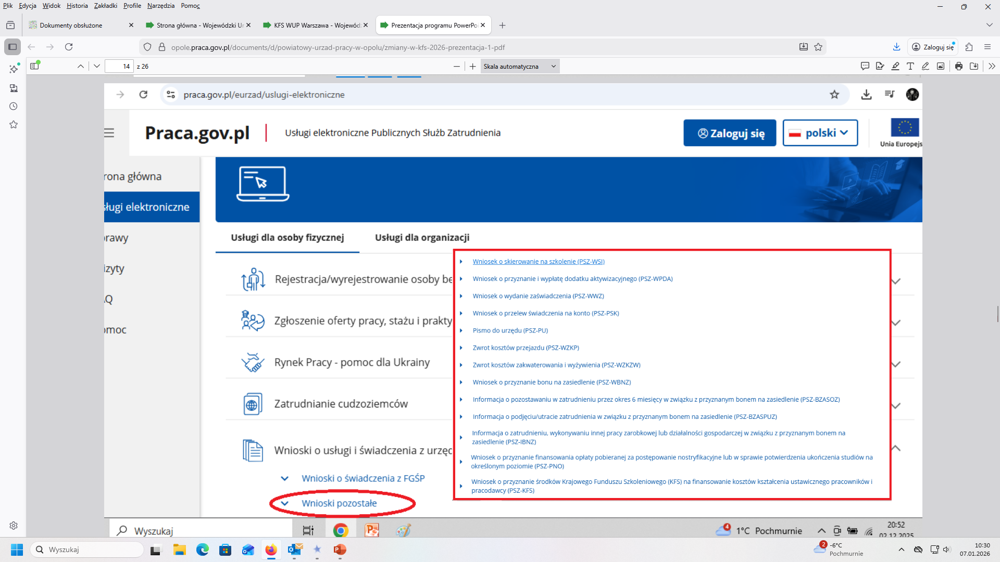 Plik Edycja Widok Historia Zakładki Profile Narzędzia Pomoc
Dokumenty obsłużone
Strona główna - Wojewódzki Ur
KFS WUP Warszawa - Wojewódz
Prezentacja programu PowerPoi
opole.praca.gov.pl/documents/d/powiatowy-urzad-pracy-w-opolu/zmiany-w-kfs-2026-prezentacja-1-pdf
Zaloguj się
14 z 26
Skala automatyczna
praca.gov.pl/eurzad/uslugi-elektroniczne
Praca.gov.pl
Usługi elektroniczne Publicznych Służb Zatrudnienia
Zaloguj się
polski
Unia Europejs
rona główna
sługi elektroniczne
rawy
izyty
AQ
omoc
Usługi dla osoby fizycznej
Usługi dla organizacji
Rejestracja/wyrejestrowanie osoby be
Zgłoszenie oferty pracy, stażu i prakty
Rynek Pracy - pomoc dla Ukrainy
Zatrudnianie cudzoziemców
Wnioski o usługi i świadczenia z urzęd
Wnioski o świadczenia z FGŚP
Wnioski pozostałe
Wniosek o skierowanie na szkolenie (PSZ-WSI)
Wniosek o przyznanie i wypłatę dodatku aktywizacyjnego (PSZ-WPDA)
Wniosek o wydanie zaświadczenia (PSZ-WWZ)
Wniosek o przelew świadczenia na konto (PSZ-PSK)
Pismo do urzędu (PSZ-PU)
Zwrot kosztów przejazdu (PSZ-WZKP)
Zwrot kosztów zakwaterowania i wyżywienia (PSZ-WZKZW)
Wniosek o przyznanie bonu na zasiedlenie (PSZ-WBNZ)
Informacja o pozostawaniu w zatrudnieniu przez okres 6 miesięcy w związku z przyznanym bonem na zasiedlenie (PSZ-BZASOZ)
Informacja o podjęciu/utracie zatrudnienia w związku z przyznanym bonem na zasiedlenie (PSZ-BZASPUZ)
Informacja o zatrudnieniu, wykonywaniu innej pracy zarobkowej lub działalności gospodarczej w związku z przyznanym bonem na
zasiedlenie (PSZ-IBNZ)
Wniosek o przyznanie finansowania opłaty pobieranej za postępowanie nostryfikacyjne lub w sprawie potwierdzenia ukończenia studiów na
określonym poziomie (PSZ-PNO)
Wniosek o przyznanie środków Krajowego Funduszu Szkoleniowego (KFS) na finansowanie kosztów kształcenia ustawicznego pracowników i
pracodawcy (PSZ-KFS)
Wyszukaj
4
1°C Pochmurnie
20:52
02.12.2025
Wyszukaj
2
-6°C
Pochmurnie
10:30
07.01.2026